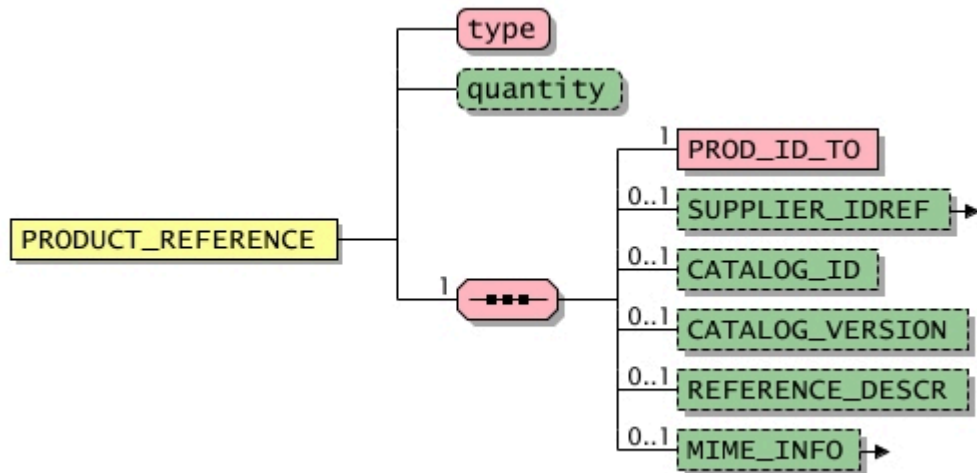 type
quantity
1
PROD_ID_TO
0..1
SUPPLIER_IDREF
PRODUCT_REFERENCE
0..1
CATALOG_ID
1
0..1
CATALOG_VERSION
0..1
REFERENCE_DESCR
0..1
MIME_INFO